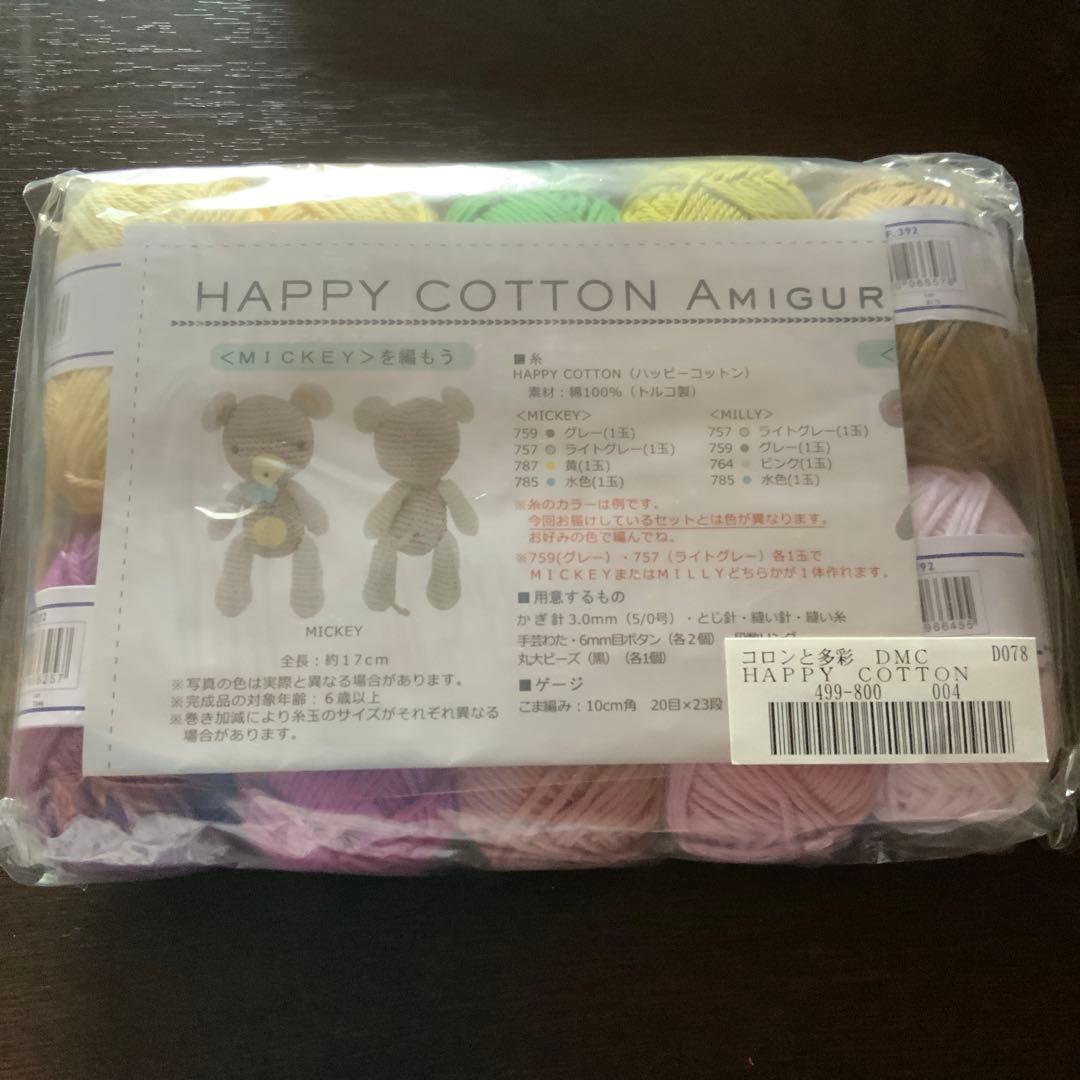 HAPPY COTTON AMIGUR
<MICKEY>を編もう
MICKEY
全長：約17cm
※写真の色は実際と異なる場合があります。
※完成品の対象年齢：６歳以上
※巻き加減により糸玉のサイズがそれぞれ異なる
場合があります。
■糸
HAPPY COTTON（ハッピーコットン）
素材：綿100%（トルコ製）
<MICKEY>
759 ● グレー(1玉)
757 ● ライトグレー(1玉)
787 ● 黄(1玉)
785 ● 水色(1玉)
<MILLY>
757 ● ライトグレー(1玉)
759 ● グレー(1玉)
764 ● ピンク(1玉)
785 ● 水色(1玉)
※糸のカラーは例です。
今回お届けしているセットとは色が異なります。
お好みの色で編んでね。
※759(グレー）・757（ライトグレー）各1玉で
ＭＩＣＫＥＹまたはＭＩＬＬＹどちらかが１体作れます。
■用意するもの
かぎ針3.0mm（5/0号）・とじ針・縫い針・縫い糸
手芸わた・6mm目ボタン（各２個）
丸大ビーズ（黒）（各1個）
■ゲージ
こま編み：10cm角　20目×23段
<
コロンと多彩 DMC D078
HAPPY COTTON
499-800 004
F. 392
92
966455